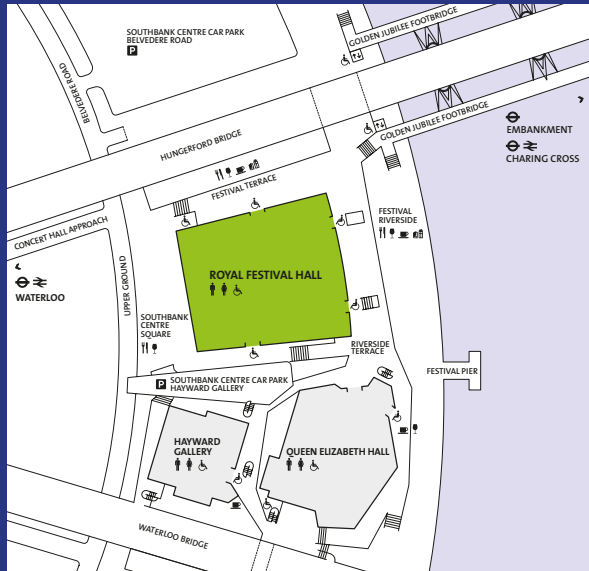 SOUTHBANK CENTRE CAR PARK
BELVEDERE ROAD
P
GOLDEN JUBILEE FOOTBRIDGE
BELVEDERE ROAD
HUNGERFORD BRIDGE
GOLDEN JUBILEE FOOTBRIDGE
EMBANKMENT
CHARING CROSS
FESTIVAL TERRACE
FESTIVAL
RIVERSIDE
CONCERT HALL APPROACH
WATERLOO
UPPER GROUND
ROYAL FESTIVAL HALL
SOUTHBANK
CENTRE
SQUARE
RIVERSIDE
TERRACE
FESTIVAL PIER
P
SOUTHBANK CENTRE CAR PARK
HAYWARD GALLERY
HAYWARD
GALLERY
QUEEN ELIZABETH HALL
WATERLOO BRIDGE